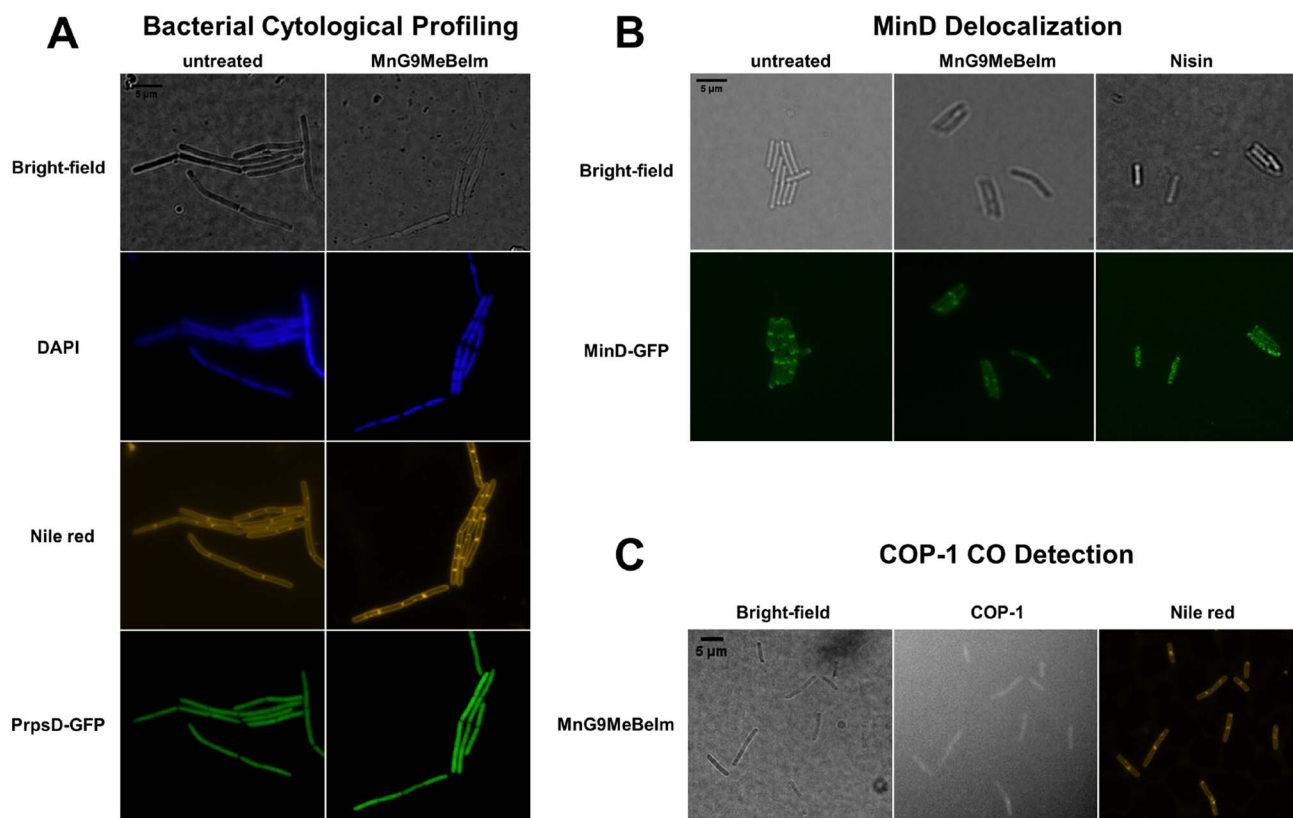 A
Bacterial Cytological Profiling
untreated
MnG9MeBeIm
5 µm
Bright-field
DAPI
Nile red
PrpsD-GFP
B
MinD Delocalization
untreated
MnG9MeBeIm
Nisin
5 µm
Bright-field
MinD-GFP
C
COP-1 CO Detection
Bright-field
COP-1
Nile red
5 µm
MnG9MeBeIm